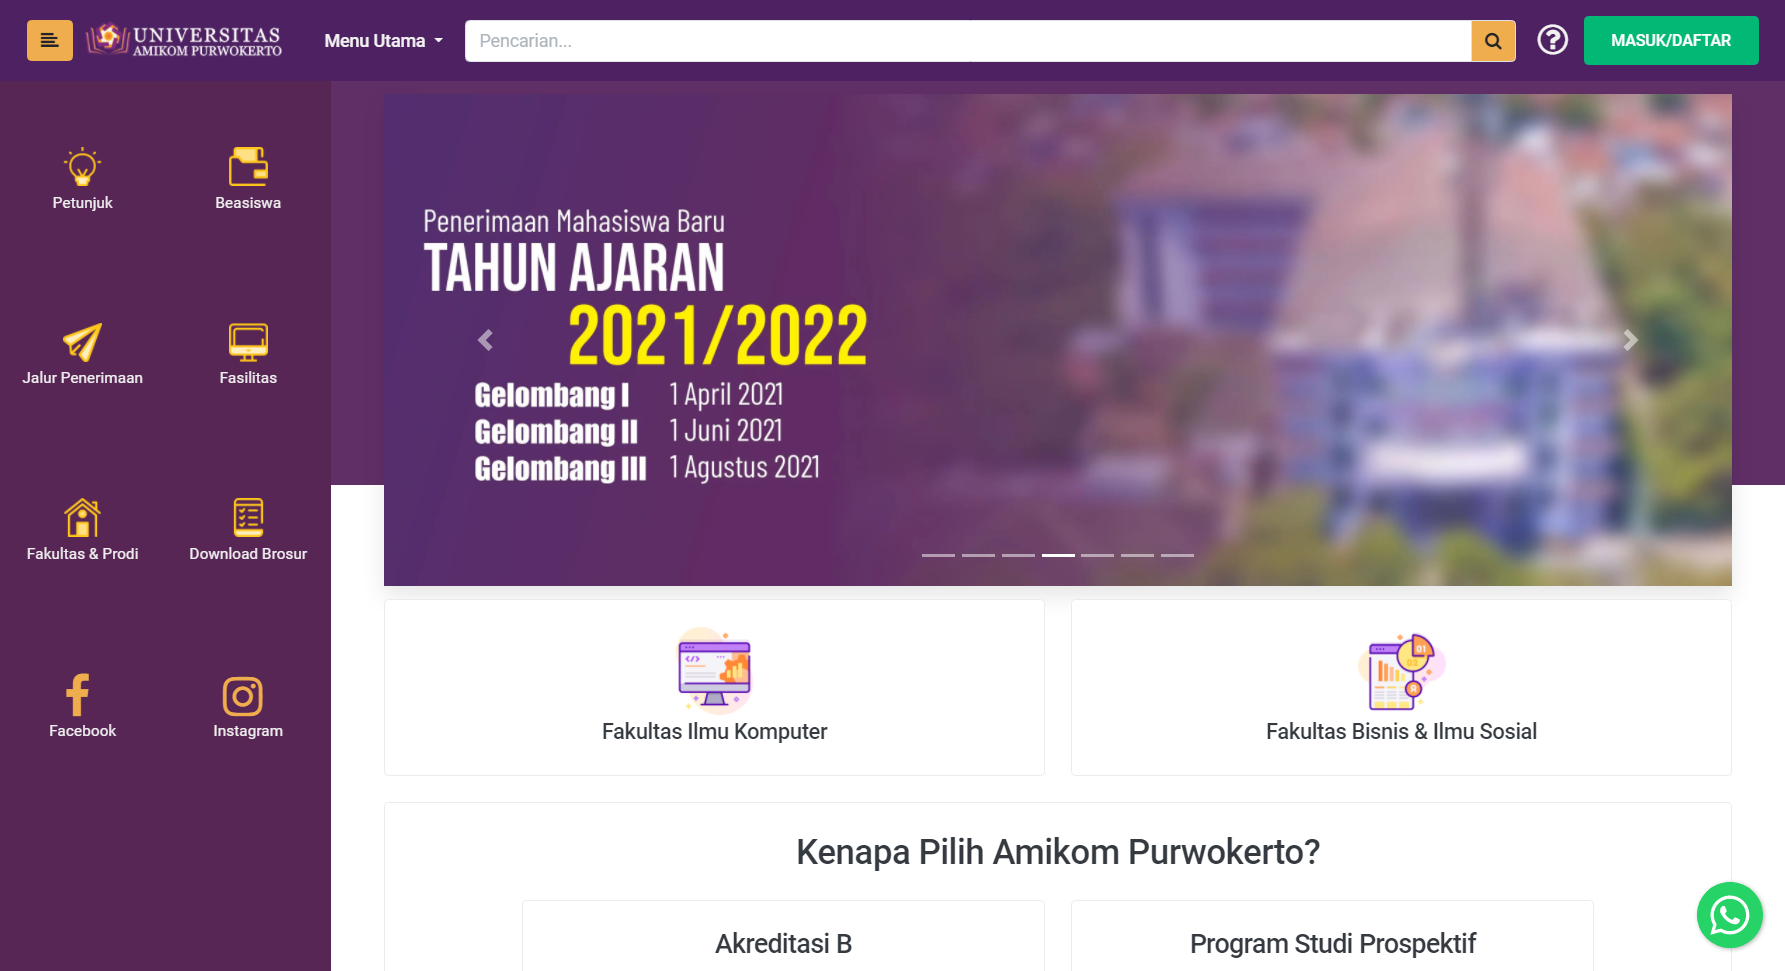 UNIVERSITAS
AMIKOM PURWOKERTO
Menu Utama
Pencarian...
MASUK/DAFTAR
Petunjuk
Beasiswa
Jalur Penerimaan
Fasilitas
Fakultas & Prodi
Download Brosur
Facebook
Instagram
Penerimaan Mahasiswa Baru
TAHUN AJARAN
2021/2022
Gelombang I 1 April 2021
Gelombang II 1 Juni 2021
Gelombang III 1 Agustus 2021
Fakultas Ilmu Komputer
Fakultas Bisnis & Ilmu Sosial
Kenapa Pilih Amikom Purwokerto?
Akreditasi B
Program Studi Prospektif